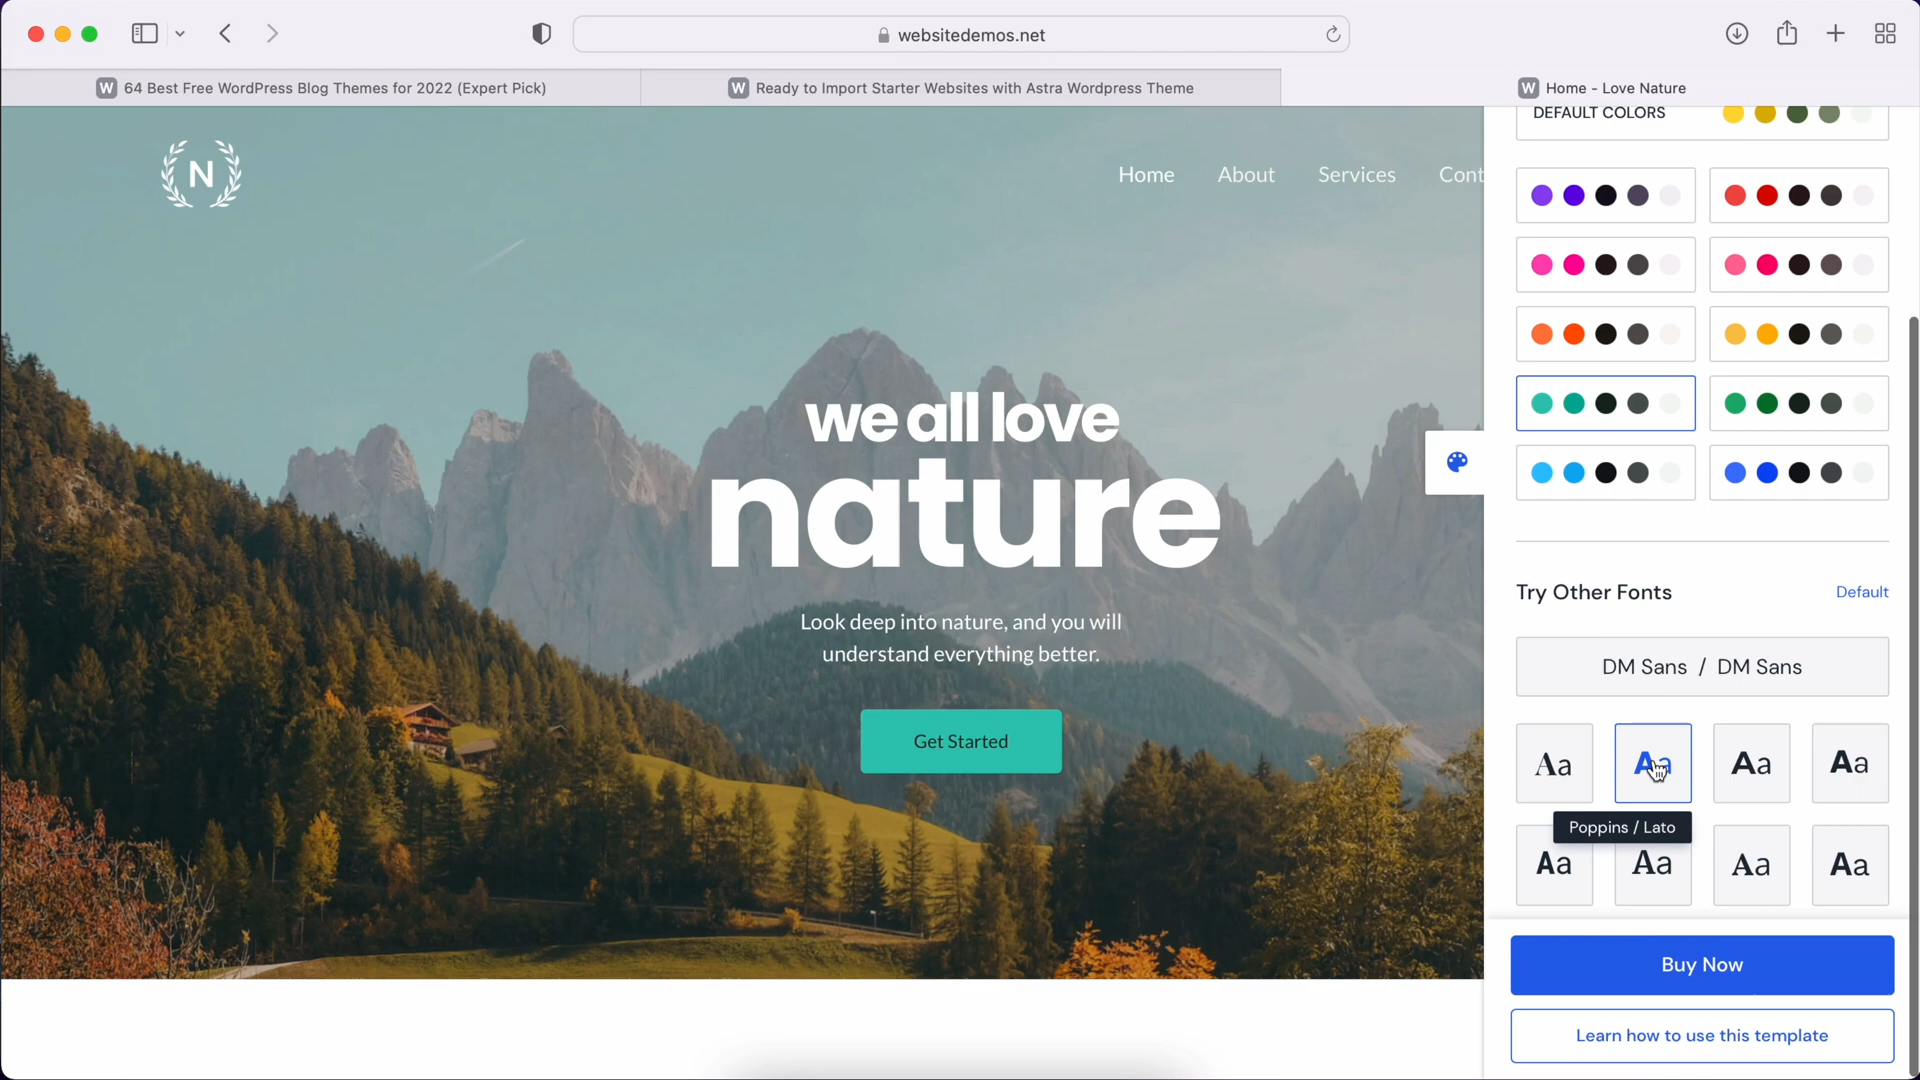 websitedemos.net
W 64 Best Free WordPress Blog Themes for 2022 (Expert Pick)
W Ready to Import Starter Websites with Astra Wordpress Theme
W Home - Love Nature
N
Home About Services Cont
we all love
nature
Look deep into nature, and you will
understand everything better.
Get Started
DEFAULT COLORS
Try Other Fonts Default
DM Sans / DM Sans
Aa Aa Aa Aa
Poppins / Lato
Aa Aa Aa Aa
Buy Now
Learn how to use this template